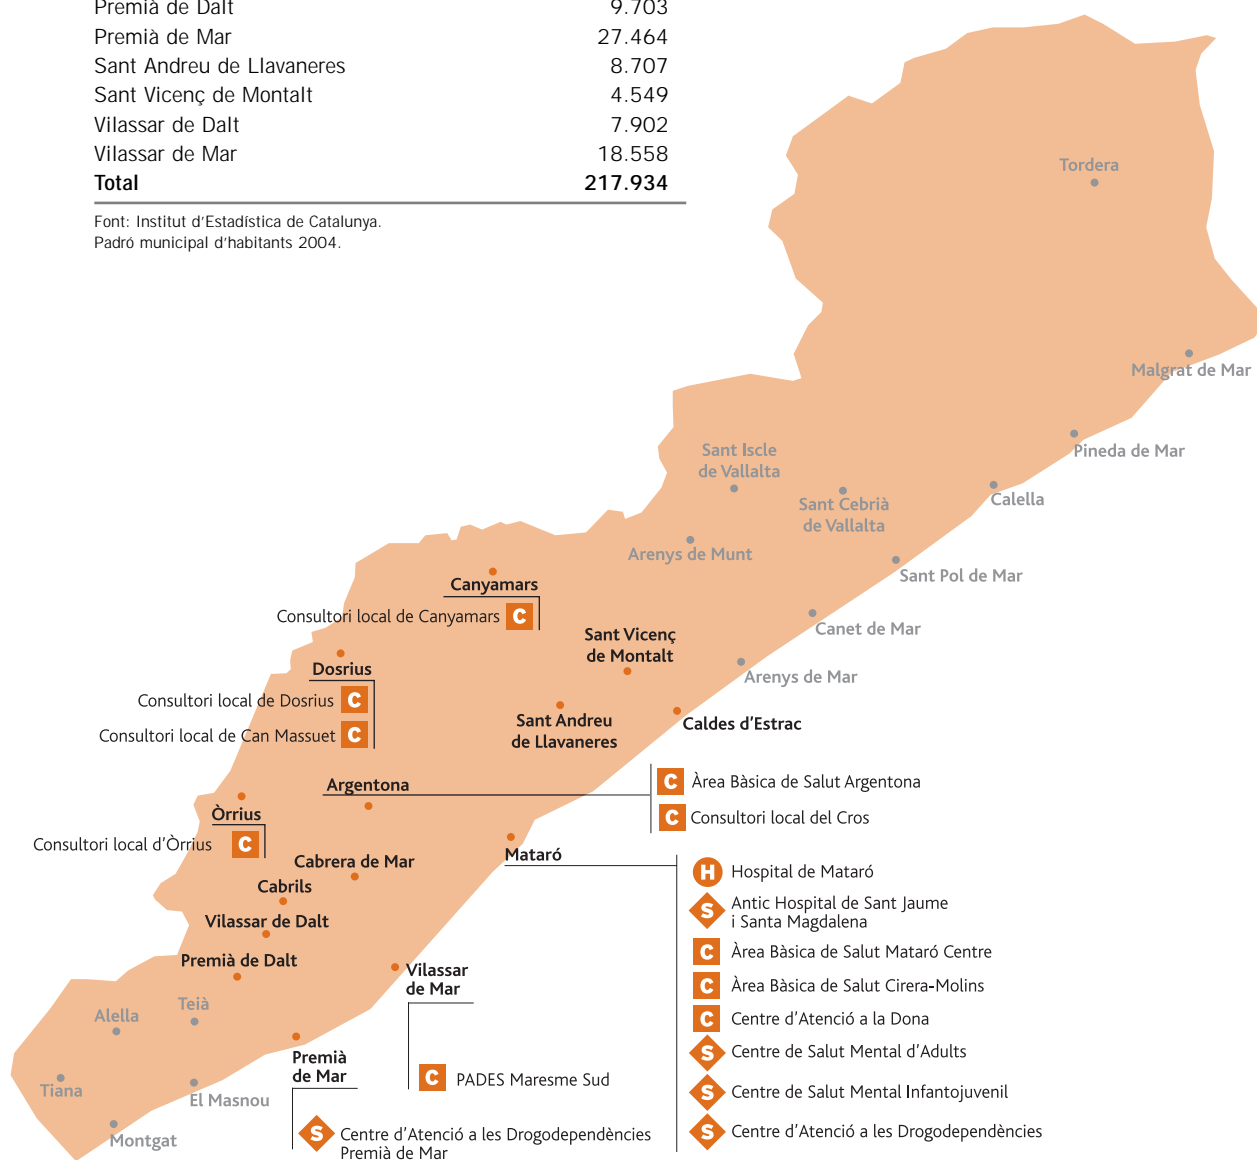 Premià de Dalt 9.703
Premià de Mar 27.464
Sant Andreu de Llavaneres 8.707
Sant Vicenç de Montalt 4.549
Vilassar de Dalt 7.902
Vilassar de Mar 18.558
Total 217.934
Font: Institut d'Estadística de Catalunya.
Padró municipal d'habitants 2004.
Tordera
Malgrat de Mar
Pineda de Mar
Sant Iscle
de Vallalta
Calella
Sant Cebrià
de Vallalta
Arenys de Munt
Sant Pol de Mar
Canyamars
Consultori local de Canyamars C
Canet de Mar
Sant Vicenç
de Montalt
Arenys de Mar
Dosrius
Consultori local de Dosrius C
Consultori local de Can Massuet C
Sant Andreu
de Llavaneres
Caldes d'Estrac
Argentona
C Àrea Bàsica de Salut Argentona
C Consultori local del Cros
Òrrius
Consultori local d'Òrrius C
Mataró
H Hospital de Mataró
S Antic Hospital de Sant Jaume
i Santa Magdalena
C Àrea Bàsica de Salut Mataró Centre
C Àrea Bàsica de Salut Cirera-Molins
C Centre d'Atenció a la Dona
S Centre de Salut Mental d'Adults
S Centre de Salut Mental Infantojuvenil
S Centre d'Atenció a les Drogodependències
Cabrera de Mar
Cabrils
Vilassar de Dalt
Premià de Dalt
Vilassar
de Mar
C PADES Maresme Sud
Teià
Alella
Premià
de Mar
S Centre d'Atenció a les Drogodependències
Premià de Mar
Tiana
El Masnou
Montgat